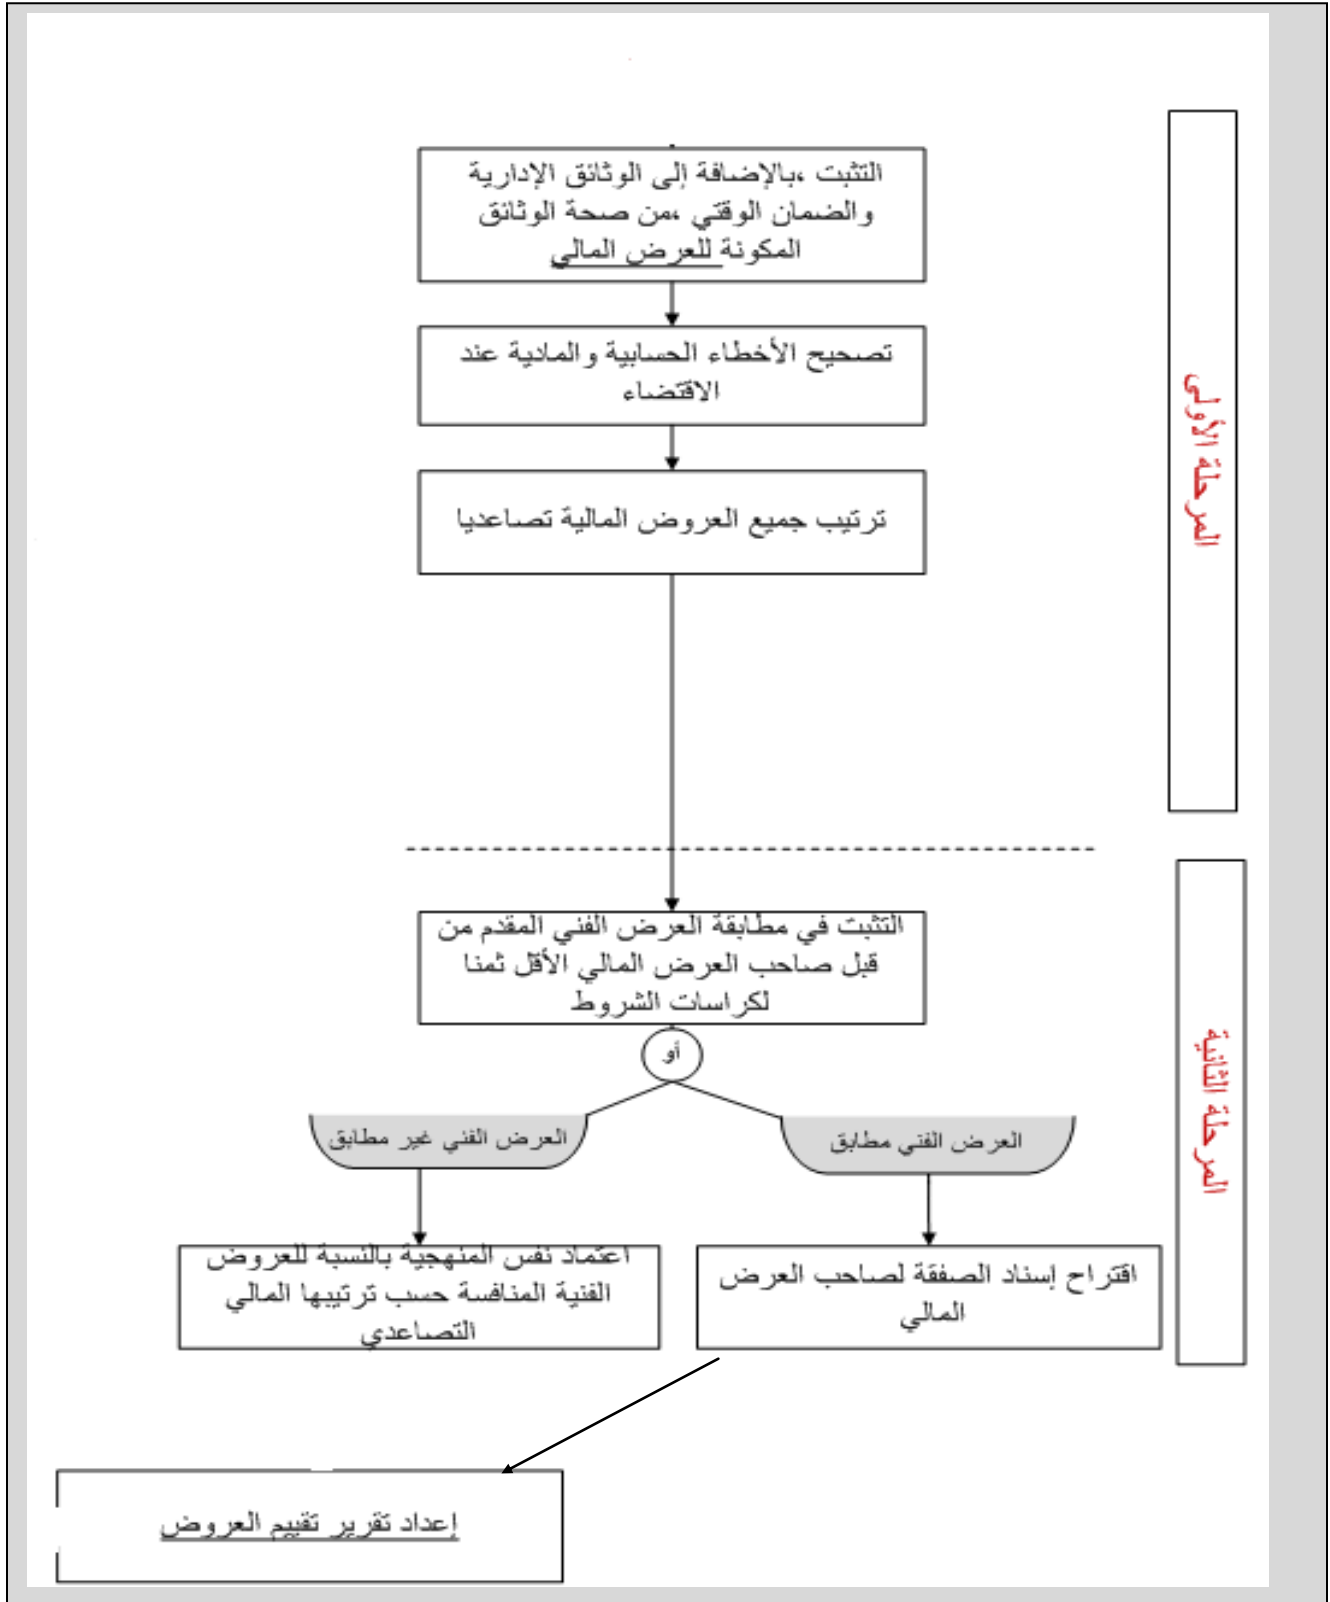 المرحلة الأولى
التثبت ،بالإضافة إلى الوثائق الإدارية
والضمان الوقتي ،من صحة الوثائق
المكونة للعرض المالي
تصحيح الأخطاء الحسابية والمادية عند
الاقتضاء
ترتيب جميع العروض المالية تصاعديا
المرحلة الثانية
التثبت في مطابقة العرض الفني المقدم من
قبل صاحب العرض المالي الأقل ثمنا
لكراسات الشروط
أو
العرض الفني مطابق
العرض الفني غير مطابق
اقتراح إسناد الصفقة لصاحب العرض
المالي
اعتماد نفس المنهجية بالنسبة للعروض
الفنية المنافسة حسب ترتيبها المالي
التصاعدي
إعداد تقرير تقييم العروض